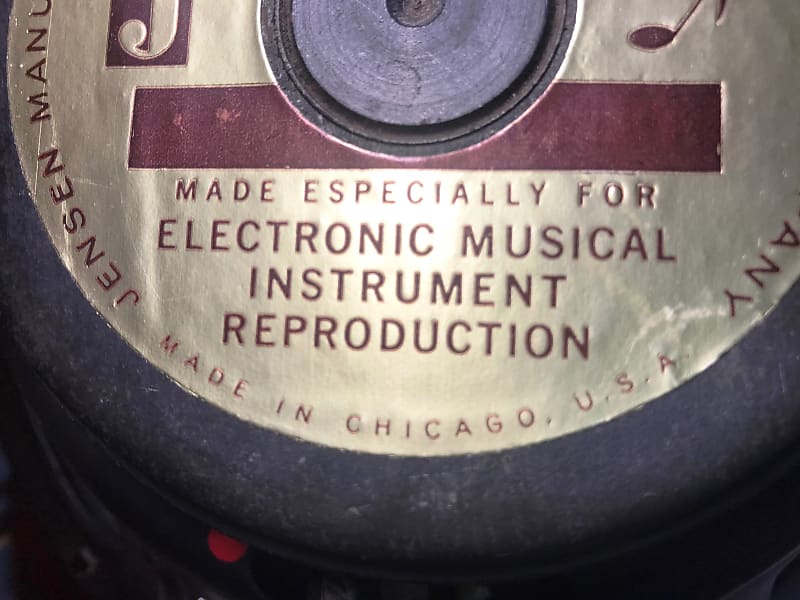 J
MADE ESPECIALLY FOR
ELECTRONIC MUSICAL
INSTRUMENT
REPRODUCTION
JENSEN MANU
ANY
MADE IN CHICAGO, U.S.A.